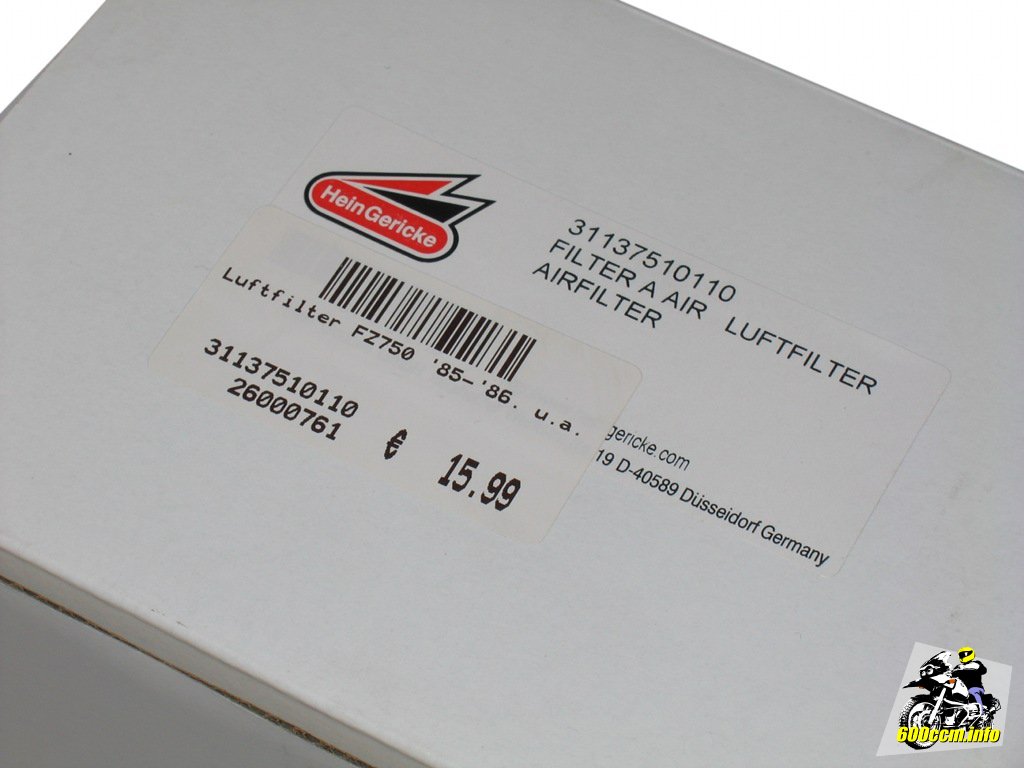 HeinGericke
31137510110
FILTER A AIR LUFTFILTER
AIRFILTER
Luftfilter FZ750 '85-'86. u.a.
31137510110
26000761
€ 15.99
gericke.com
19 D-40589 Düsseidorf Germany
600ccm.info